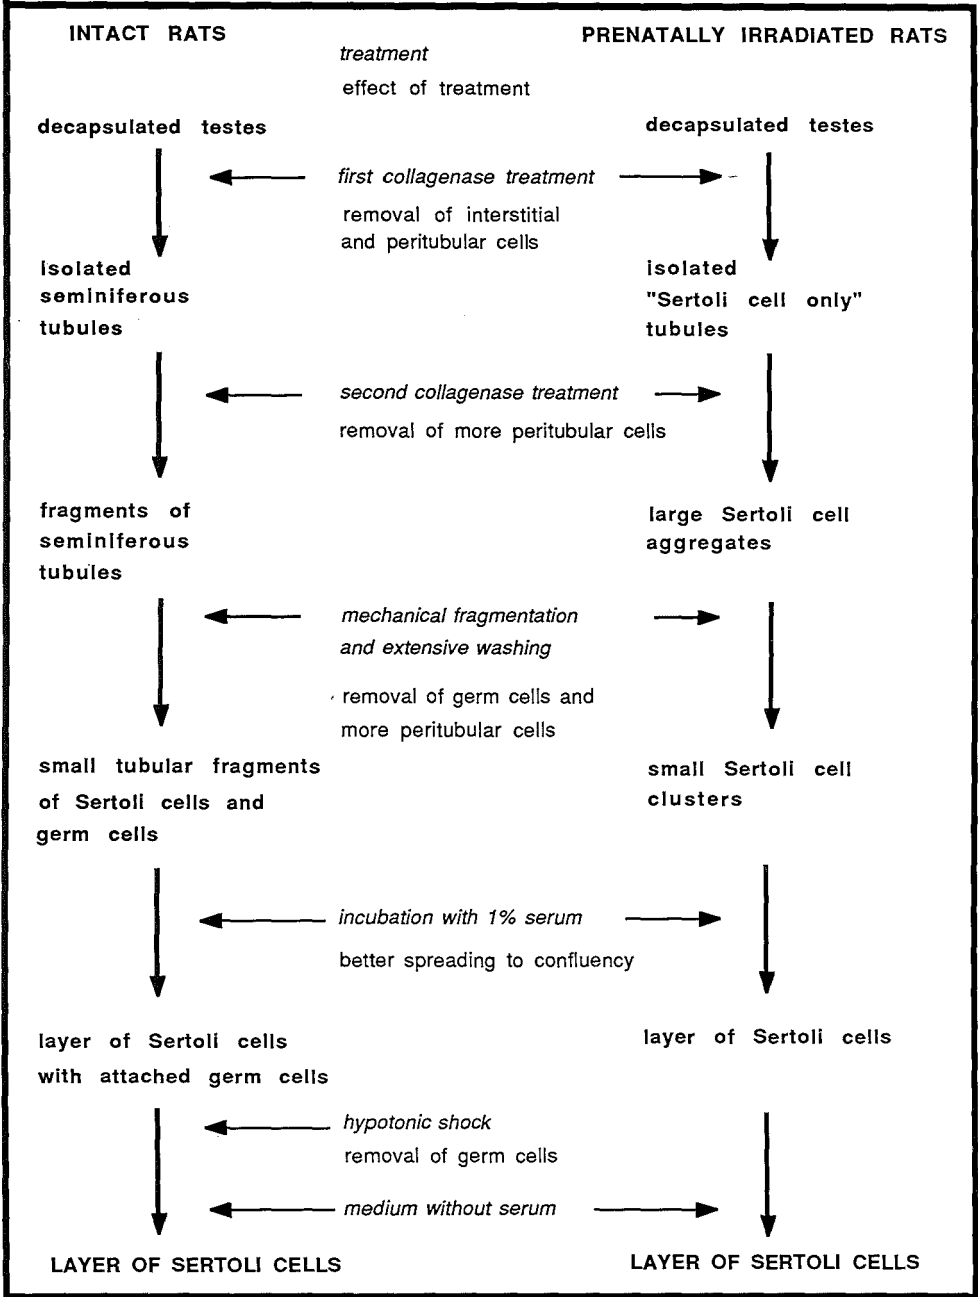 INTACT RATS
PRENATALLY IRRADIATED RATS
treatment
effect of treatment
decapsulated testes
decapsulated testes
first collagenase treatment
removal of interstitial
and peritubular cells
isolated
seminiferous
tubules
isolated
"Sertoli cell only"
tubules
second collagenase treatment
removal of more peritubular cells
fragments of
seminiferous
tubules
large Sertoli cell
aggregates
mechanical fragmentation
and extensive washing
removal of germ cells and
more peritubular cells
small tubular fragments
of Sertoli cells and
germ cells
small Sertoli cell
clusters
incubation with 1% serum
better spreading to confluency
layer of Sertoli cells
with attached germ cells
layer of Sertoli cells
hypotonic shock
removal of germ cells
medium without serum
LAYER OF SERTOLI CELLS
LAYER OF SERTOLI CELLS